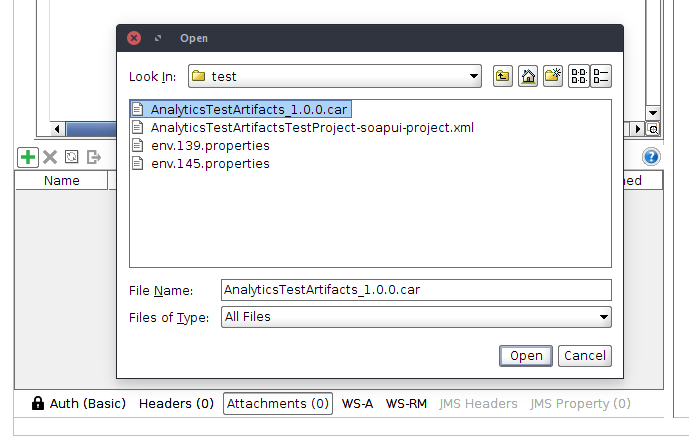 Open
Look In: test
AnalyticsTestArtifacts_1.0.0.car
AnalyticsTestArtifactsTestProject-soapui-project.xml
env.139.properties
env.145.properties
Name
ned
File Name: AnalyticsTestArtifacts_1.0.0.car
Files of Type: All Files
Open Cancel
Auth (Basic) Headers (0) Attachments (0) WS-A WS-RM JMS Headers JMS Property (0)